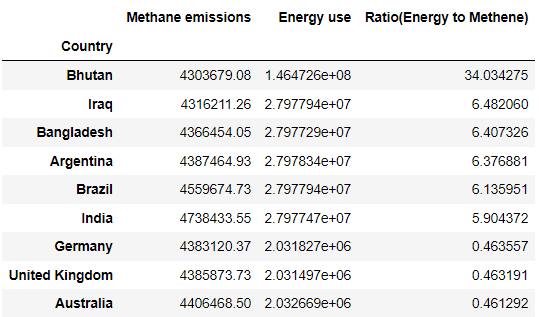 Methane emissions Energy use Ratio(Energy to Methene)
Country
Bhutan 4303679.08 1.464726e+08 34.034275
Iraq 4316211.26 2.797794e+07 6.482060
Bangladesh 4366454.05 2.797729e+07 6.407326
Argentina 4387464.93 2.797834e+07 6.376881
Brazil 4559674.73 2.797794e+07 6.135951
India 4738433.55 2.797747e+07 5.904372
Germany 4383120.37 2.031827e+06 0.463557
United Kingdom 4385873.73 2.031497e+06 0.463191
Australia 4406468.50 2.032669e+06 0.461292